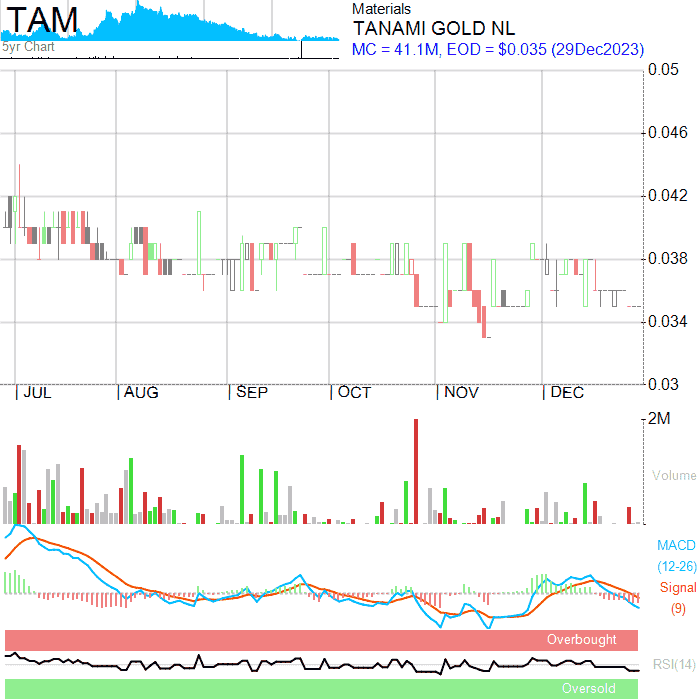 TAM
5yr Chart
Materials
TANAMI GOLD NL
MC = 41.1M, EOD = $0.035 (29Dec2023)
0.05
0.046
0.042
0.038
0.034
0.03
JUL AUG SEP OCT NOV DEC
2M
Volume
MACD
(12-26)
Signal
(9)
Overbought
RSI(14)
Oversold